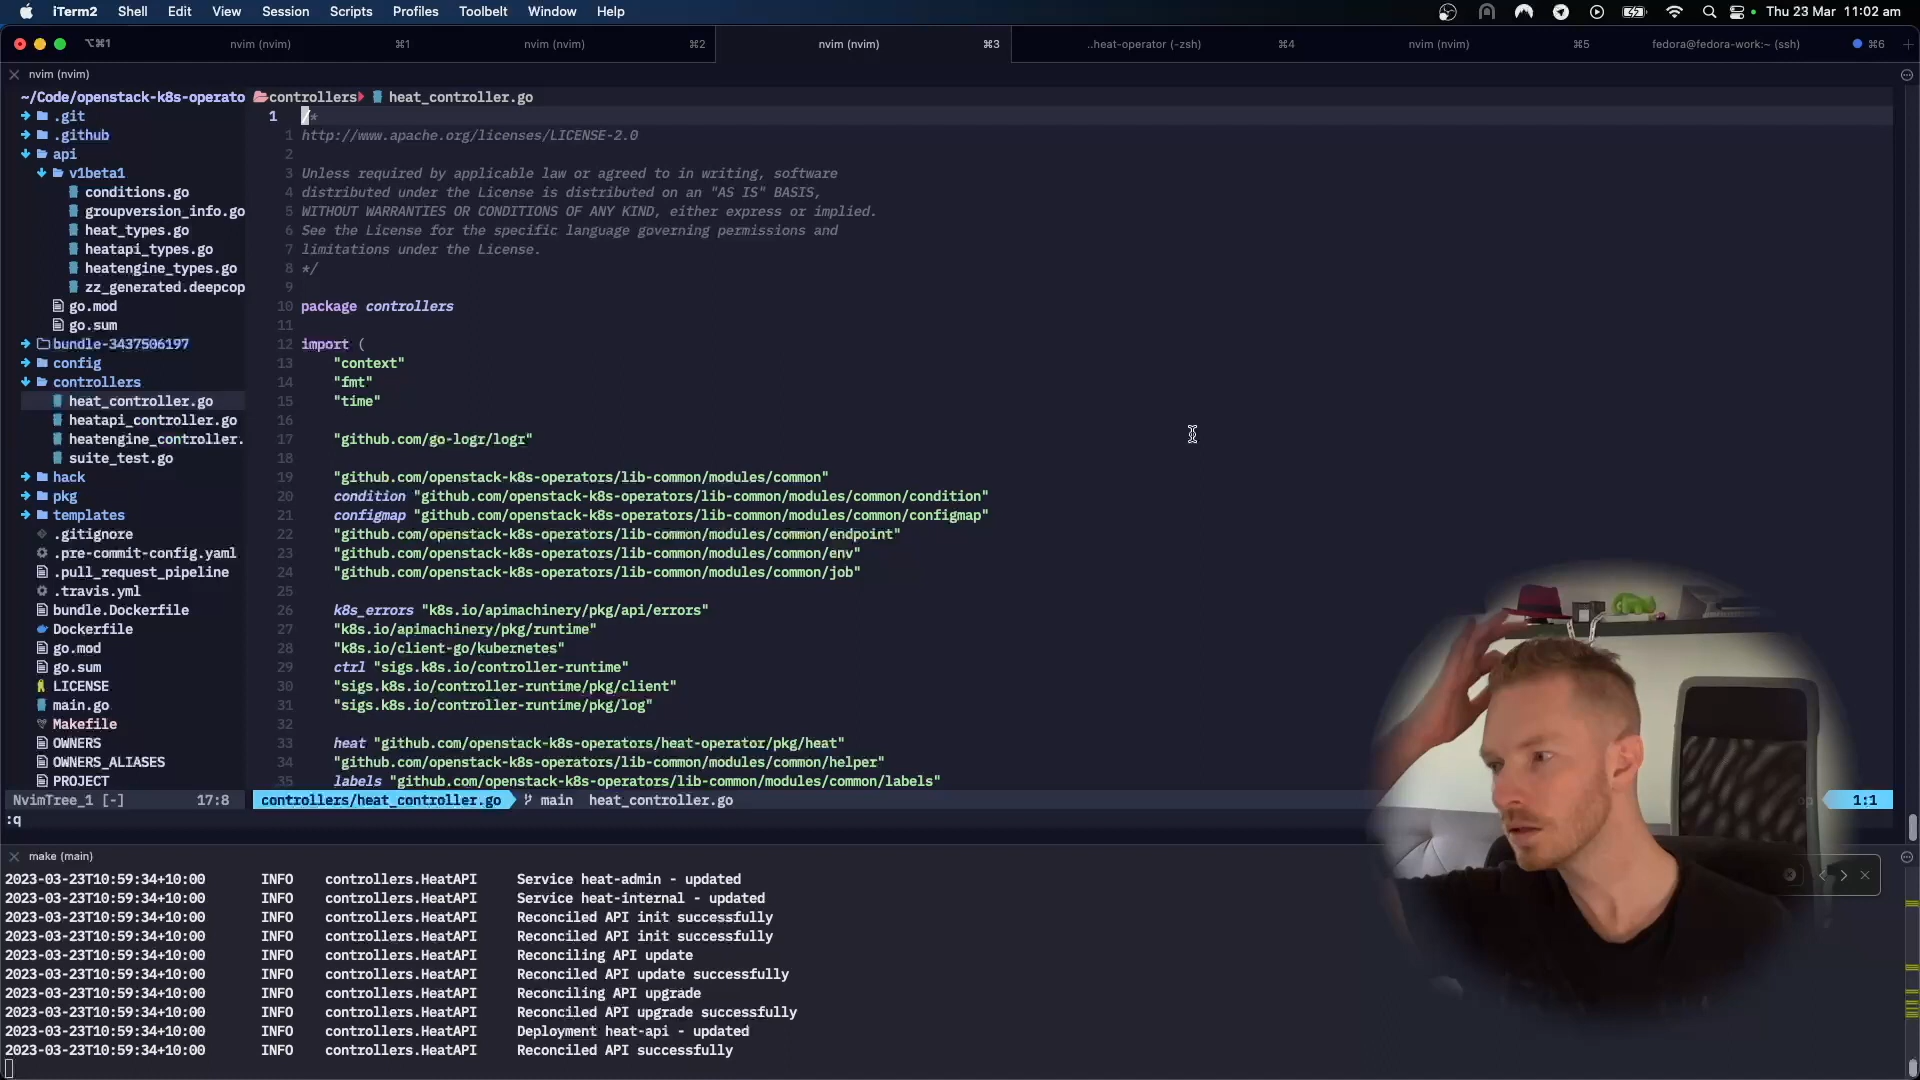 iTerm2 Shell Edit View Session Scripts Profiles Toolbelt Window Help Thu 23 Mar 11:02 am
⌥⌘1 nvim (nvim) ⌘1 nvim (nvim) ⌘2 nvim (nvim) ⌘3 ..heat-operator (-zsh) ⌘4 nvim (nvim) ⌘5 fedora@fedora-work:~ (ssh) ⌘6
nvim (nvim)
~/Code/openstack-k8s-operato
.git
.github
api
v1beta1
conditions.go
groupversion_info.go
heat_types.go
heatapi_types.go
heatengine_types.go
zz_generated.deepcop
go.mod
go.sum
bundle-3437506197
config
controllers
heat_controller.go
heatapi_controller.go
heatengine_controller.
suite_test.go
hack
pkg
templates
.gitignore
.pre-commit-config.yaml
.pull_request_pipeline
.travis.yml
bundle.Dockerfile
Dockerfile
go.mod
go.sum
LICENSE
main.go
Makefile
OWNERS
OWNERS_ALIASES
PROJECT
NvimTree_1 [-] 17:8
controllers heat_controller.go
1 /*
1 http://www.apache.org/licenses/LICENSE-2.0
2
3 Unless required by applicable law or agreed to in writing, software
4 distributed under the License is distributed on an "AS IS" BASIS,
5 WITHOUT WARRANTIES OR CONDITIONS OF ANY KIND, either express or implied.
6 See the License for the specific language governing permissions and
7 limitations under the License.
8 */
9
10 package controllers
11
12 import (
13 "context"
14 "fmt"
15 "time"
16
17 "github.com/go-logr/logr"
18
19 "github.com/openstack-k8s-operators/lib-common/modules/common"
20 condition "github.com/openstack-k8s-operators/lib-common/modules/common/condition"
21 configmap "github.com/openstack-k8s-operators/lib-common/modules/common/configmap"
22 "github.com/openstack-k8s-operators/lib-common/modules/common/endpoint"
23 "github.com/openstack-k8s-operators/lib-common/modules/common/env"
24 "github.com/openstack-k8s-operators/lib-common/modules/common/job"
25
26 k8s_errors "k8s.io/apimachinery/pkg/api/errors"
27 "k8s.io/apimachinery/pkg/runtime"
28 "k8s.io/client-go/kubernetes"
29 ctrl "sigs.k8s.io/controller-runtime"
30 "sigs.k8s.io/controller-runtime/pkg/client"
31 "sigs.k8s.io/controller-runtime/pkg/log"
32
33 heat "github.com/openstack-k8s-operators/heat-operator/pkg/heat"
34 "github.com/openstack-k8s-operators/lib-common/modules/common/helper"
35 labels "github.com/openstack-k8s-operators/lib-common/modules/common/labels"
controllers/heat_controller.go main heat_controller.go 1:1
:q
make (main)
2023-03-23T10:59:34+10:00 INFO controllers.HeatAPI Service heat-admin - updated
2023-03-23T10:59:34+10:00 INFO controllers.HeatAPI Service heat-internal - updated
2023-03-23T10:59:34+10:00 INFO controllers.HeatAPI Reconciled API init successfully
2023-03-23T10:59:34+10:00 INFO controllers.HeatAPI Reconciled API init successfully
2023-03-23T10:59:34+10:00 INFO controllers.HeatAPI Reconciling API update
2023-03-23T10:59:34+10:00 INFO controllers.HeatAPI Reconciled API update successfully
2023-03-23T10:59:34+10:00 INFO controllers.HeatAPI Reconciling API upgrade
2023-03-23T10:59:34+10:00 INFO controllers.HeatAPI Reconciled API upgrade successfully
2023-03-23T10:59:34+10:00 INFO controllers.HeatAPI Deployment heat-api - updated
2023-03-23T10:59:34+10:00 INFO controllers.HeatAPI Reconciled API successfully